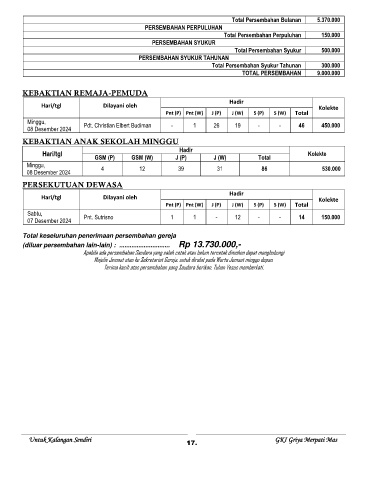 Total Persembahan Bulanan 5.370.000
PERSEMBAHAN PERPULUHAN
Total Persembahan Perpuluhan 150.000
PERSEMBAHAN SYUKUR
Total Persembahan Syukur 500.000
PERSEMBAHAN SYUKUR TAHUNAN
Total Persembahan Syukur Tahunan 300.000
TOTAL PERSEMBAHAN 9.000.000
KEBAKTIAN REMAJA-PEMUDA
Hari/tgl Dilayani oleh Hadir Kolekte
Pnt (P) Pnt (W) J (P) J (W) S (P) S (W) Total
Minggu, 08 Desember 2024 Pdt. Christian Elbert Budiman - 1 26 19 - - 46 450.000
KEBAKTIAN ANAK SEKOLAH MINGGU
Hari/tgl Hadir Kolekte
GSM (P) GSM (W) J (P) J (W) Total
Minggu, 08 Desember 2024 4 12 39 31 86 530.000
PERSEKUTUAN DEWASA
Hari/tgl Dilayani oleh Hadir Kolekte
Pnt (P) Pnt (W) J (P) J (W) S (P) S (W) Total
Sabtu, 07 Desember 2024 Pnt. Sutrisno 1 1 - 12 - - 14 150.000
Total keseluruhan penerimaan persembahan gereja
(diluar persembahan lain-lain) : ............................ Rp 13.730.000,-
Apabila ada persembahan Saudara yang salah cetak atau belum tercetak dimohon dapat menghubungi
Majelis Jemaat atau ke Sekretariat Gereja, untuk diralat pada Warta Jemaat minggu depan.
Terima kasih atas persembahan yang Saudara berikan, Tuhan Yesus memberkati.
Untuk Kalangan Sendiri 17. GKI Griya Merpati Mas